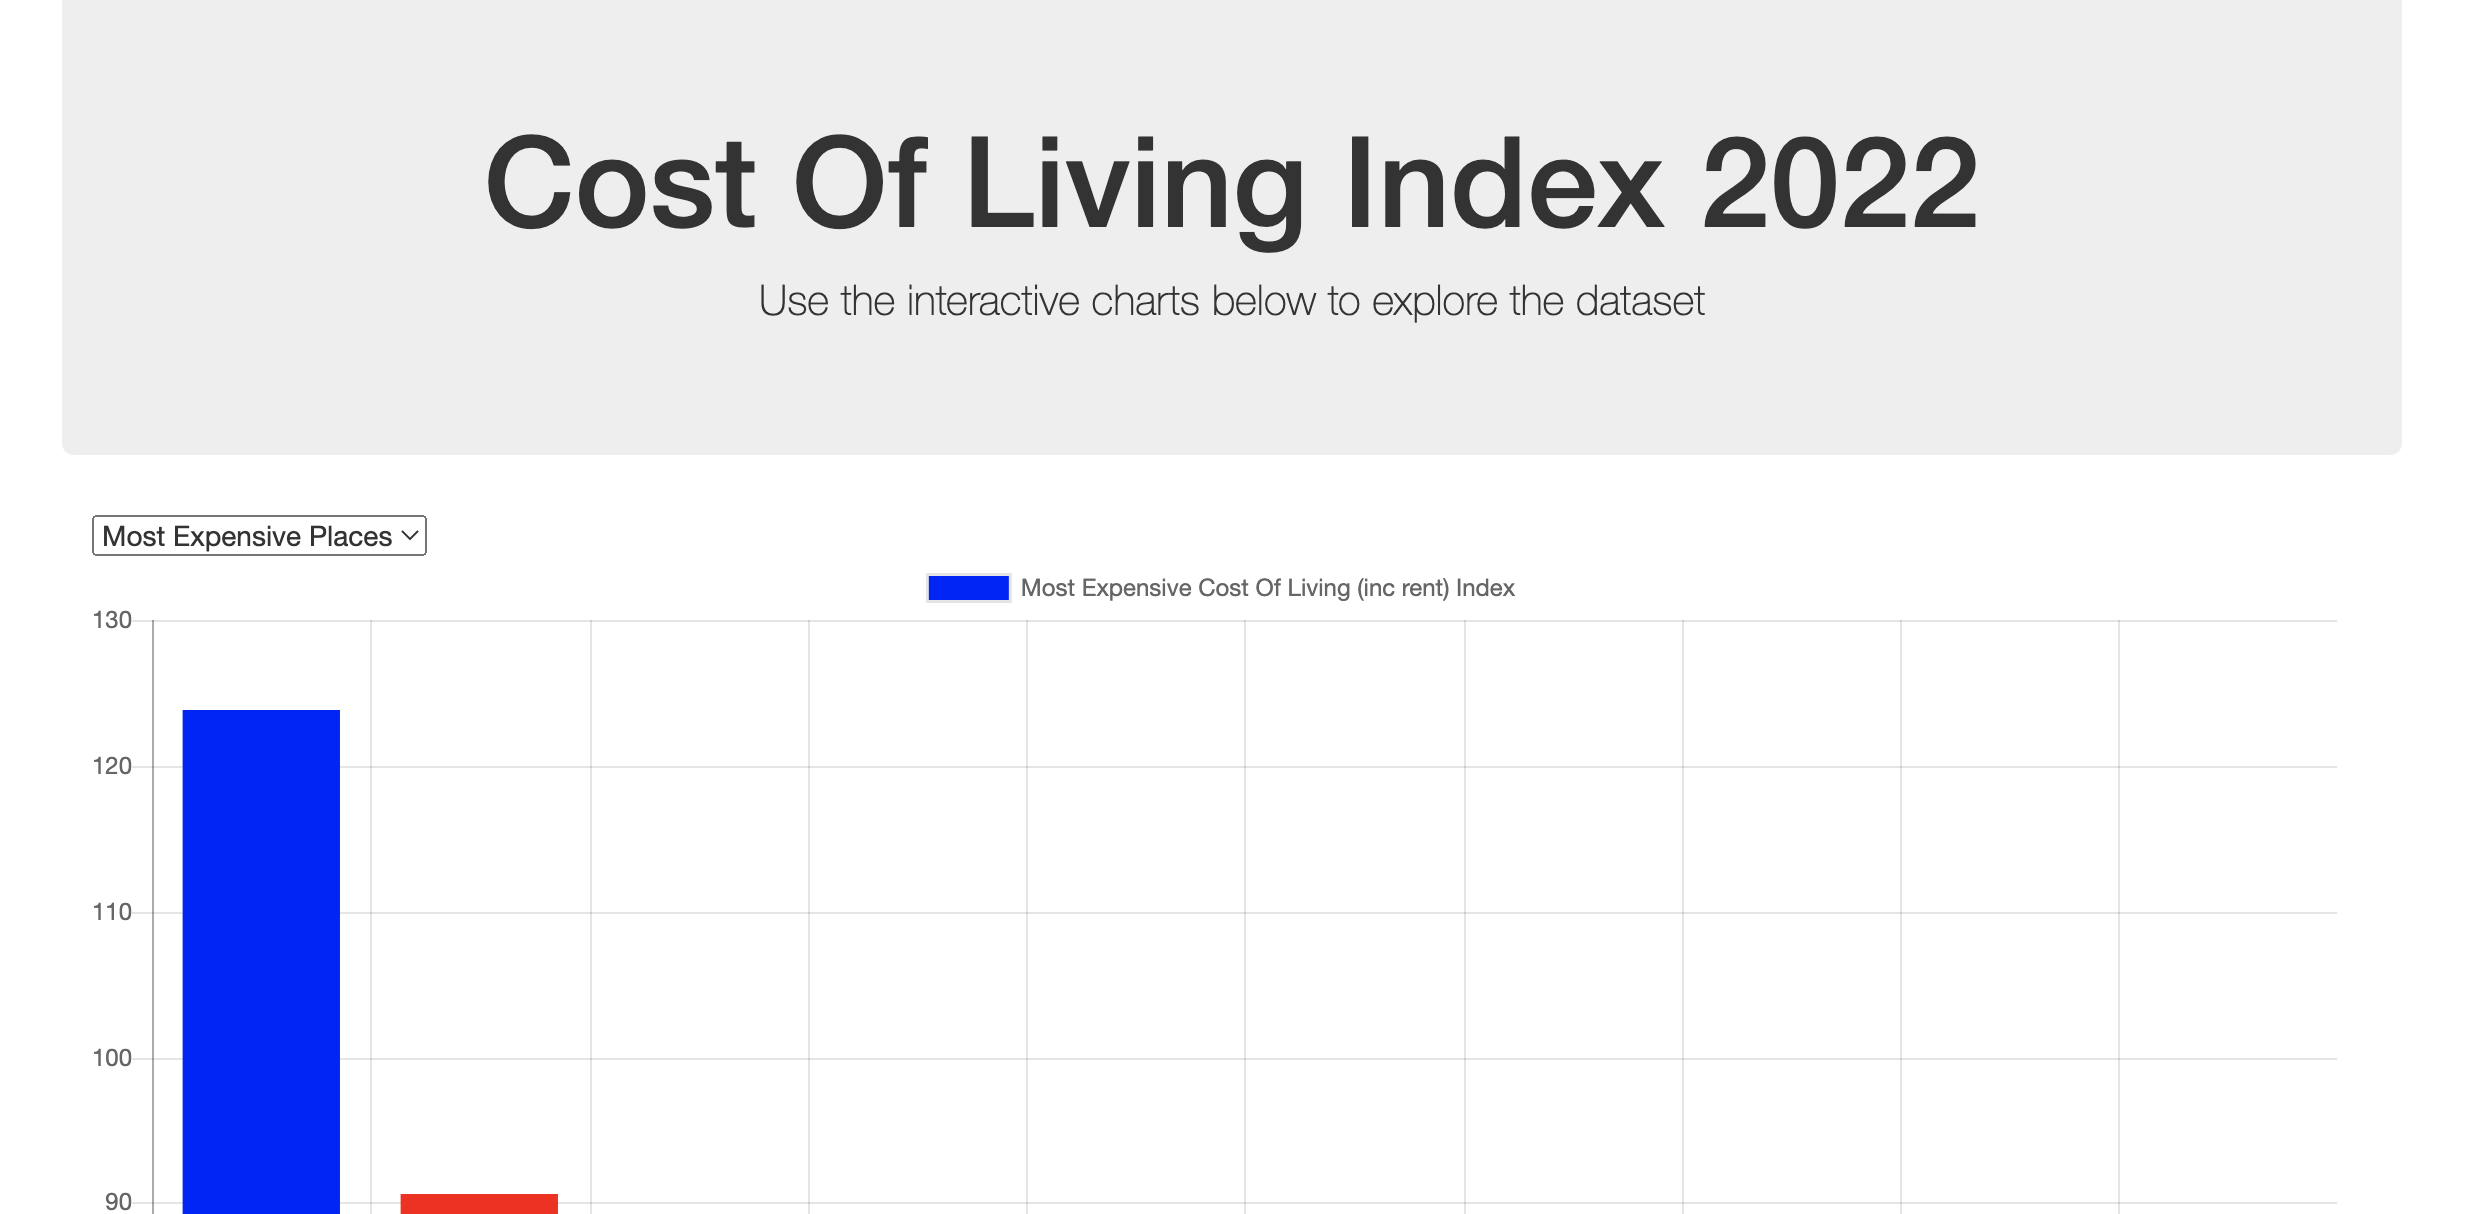 Cost Of Living Index 2022
Use the interactive charts below to explore the dataset
Most Expensive Places
Most Expensive Cost Of Living (inc rent) Index
130
120
110
100
90